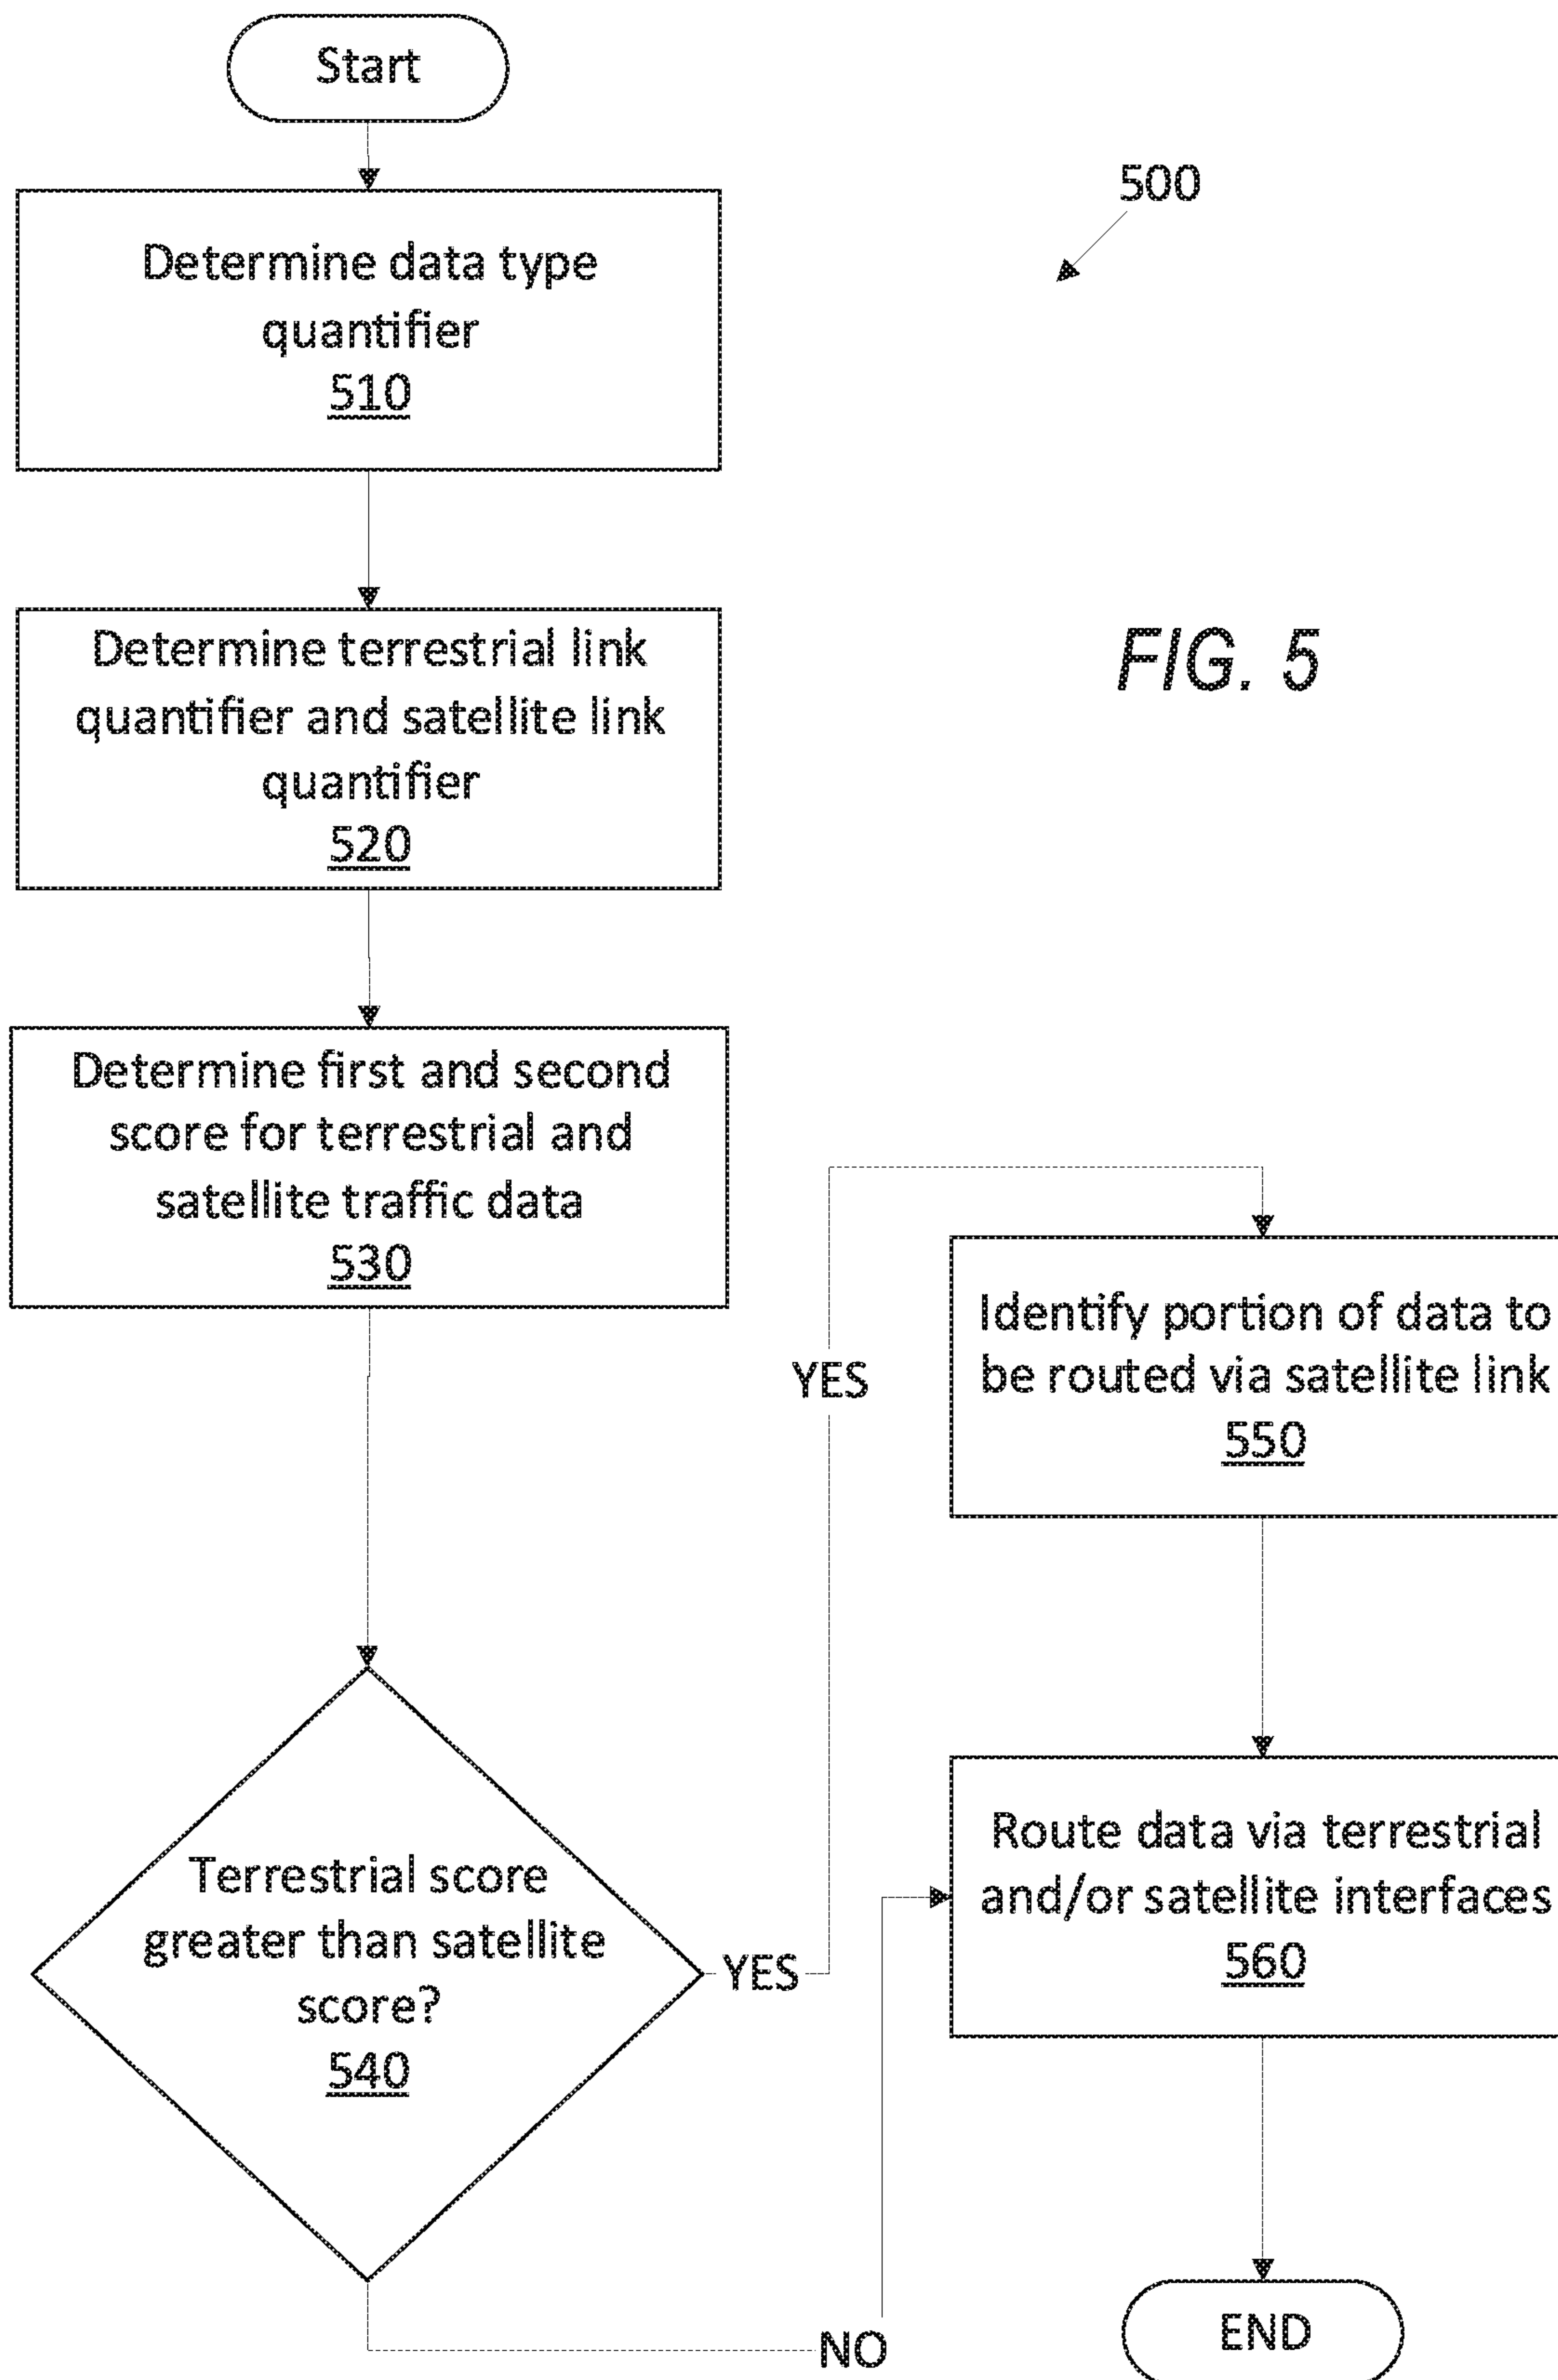 Start
500
Determine data type
quantifier
510
FIG. 5
Determine terrestrial link
quantifier and satellite link
quantifier
520
Determine first and second
score for terrestrial and
satellite traffic data
530
YES
Identify portion of data to
be routed via satellite link
550
Terrestrial score
greater than satellite
score?
540
YES
Route data via terrestrial
and/or satellite interfaces
560
NO
END